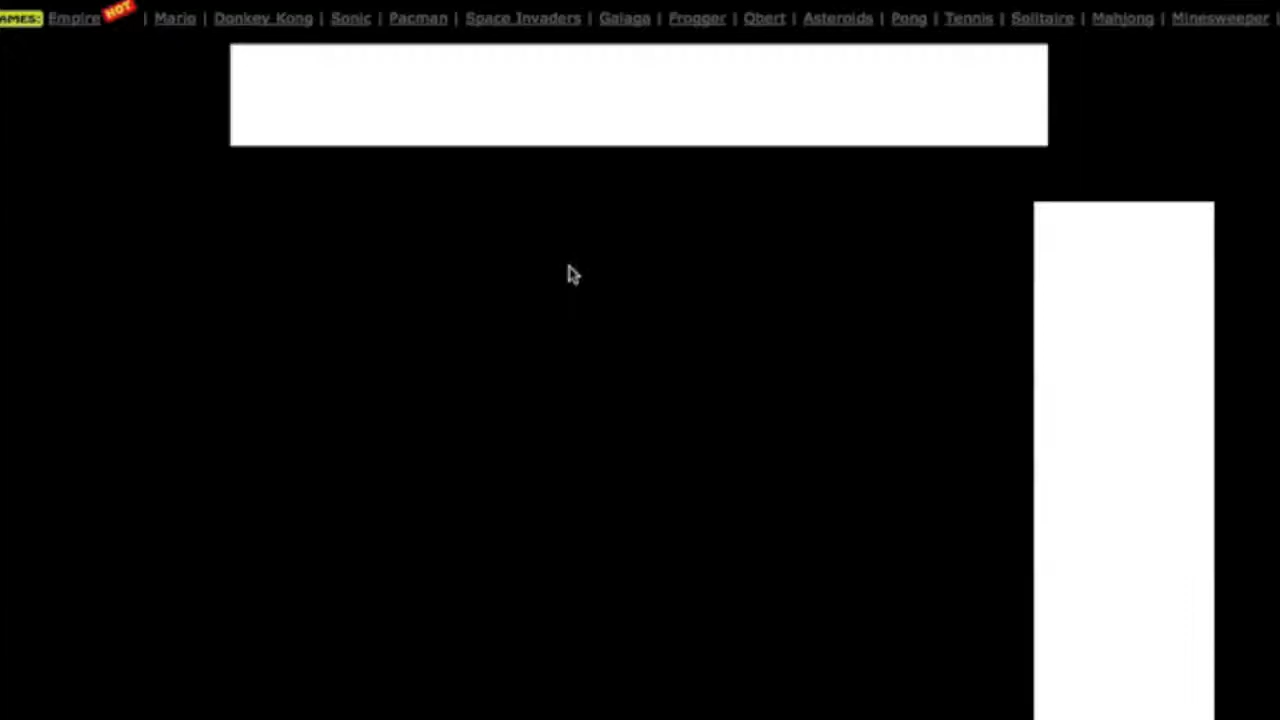 AMES: Empire HOT | Mario | Donkey Kong | Sonic | Pacman | Space Invaders | Galaga | Frogger | Qbert | Asteroids | Pong | Tennis | Solitaire | Mahjong | Minesweeper |